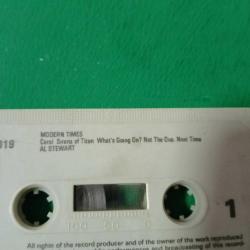 019
MODERN TIMES
Carol Sirens of Titan What's Going On? Not The One. Next Time
AL STEWART
1
All rights of the record producer and of the owner of the work reproduced